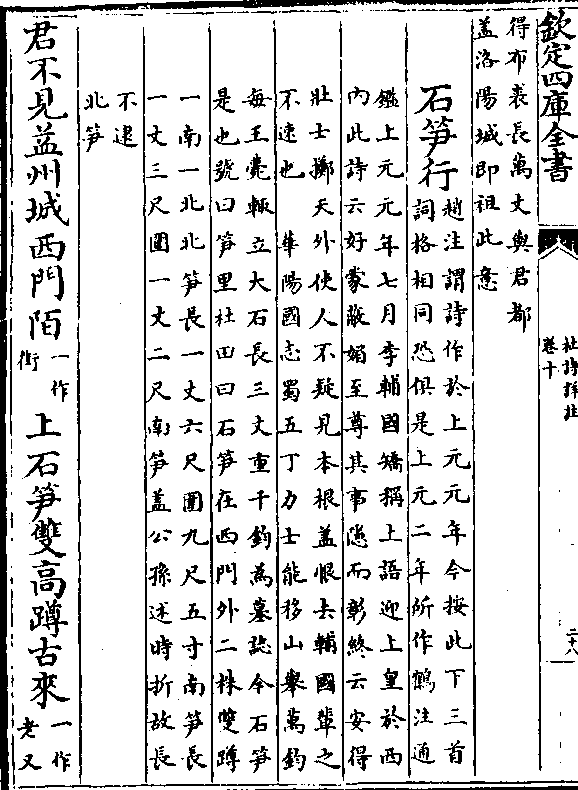 欽定四庫全書
杜詩詳註
卷十
二十八
得布裘長萬丈與君都
蓋洛陽城即祖此意
石笋行
趙注謂詩作於上元元年今按此下三首
詞格相同恐俱是上元二年所作鶴注通
鑑上元元年七月李輔國矯稱上語迎上皇於西
內此詩云好蒙蔽媚至尊其事隱而彰終云安得
壯士擲天外使人不疑見本根蓋恨去輔國輩之
不速也 華陽國志蜀五丁力士能移山舉萬鈞
每王薨輒立大石長三丈重千鈞為墓誌今石笋
是也號曰笋里杜田曰石笋在西門外二株雙蹲
一南一北北笋長一丈六尺圍九尺五寸南笋長
一丈三尺圍一丈二尺南笋蓋公孫述時折故長
不逮
北笋
君不見益州城西門陌一作街上石笋雙高蹲古來一作老又